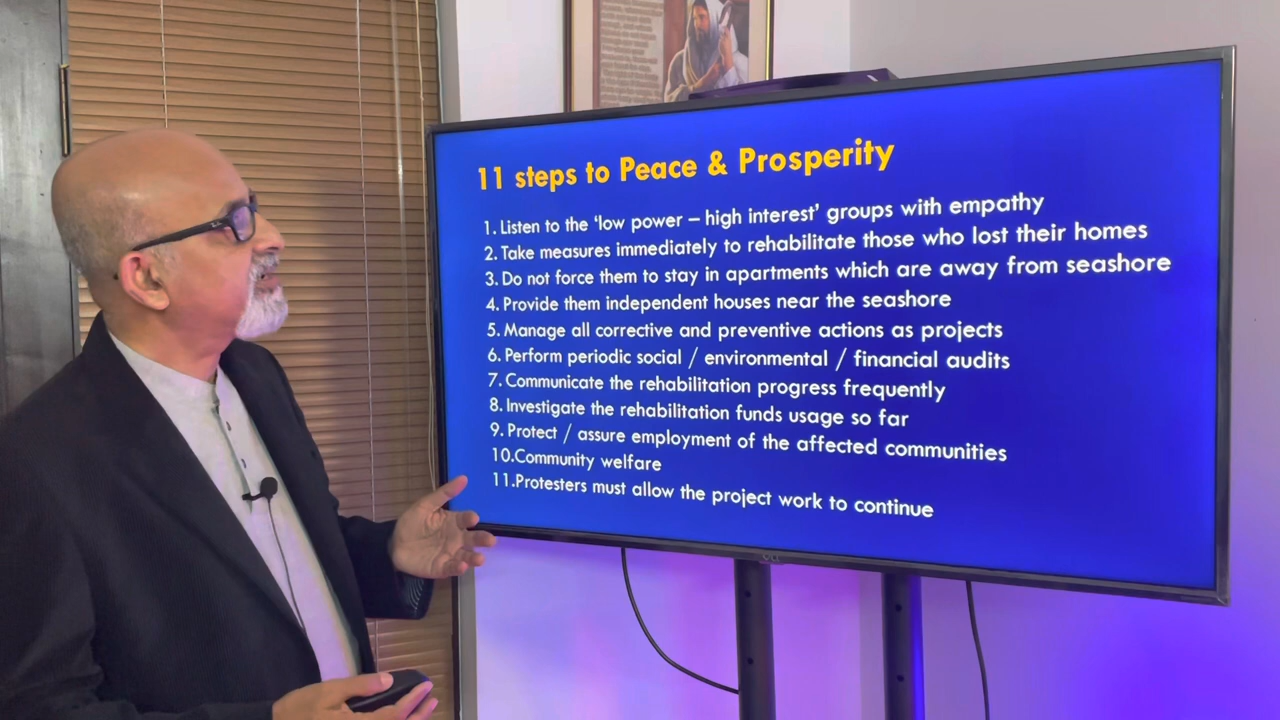 11 steps to Peace & Prosperity
1. Listen to the ‘low power – high interest’ groups with empathy
2. Take measures immediately to rehabilitate those who lost their homes
3. Do not force them to stay in apartments which are away from seashore
4. Provide them independent houses near the seashore
5. Manage all corrective and preventive actions as projects
6. Perform periodic social / environmental / financial audits
7. Communicate the rehabilitation progress frequently
8. Investigate the rehabilitation funds usage so far
9. Protect / assure employment of the affected communities
10.Community welfare
11.Protesters must allow the project work to continue